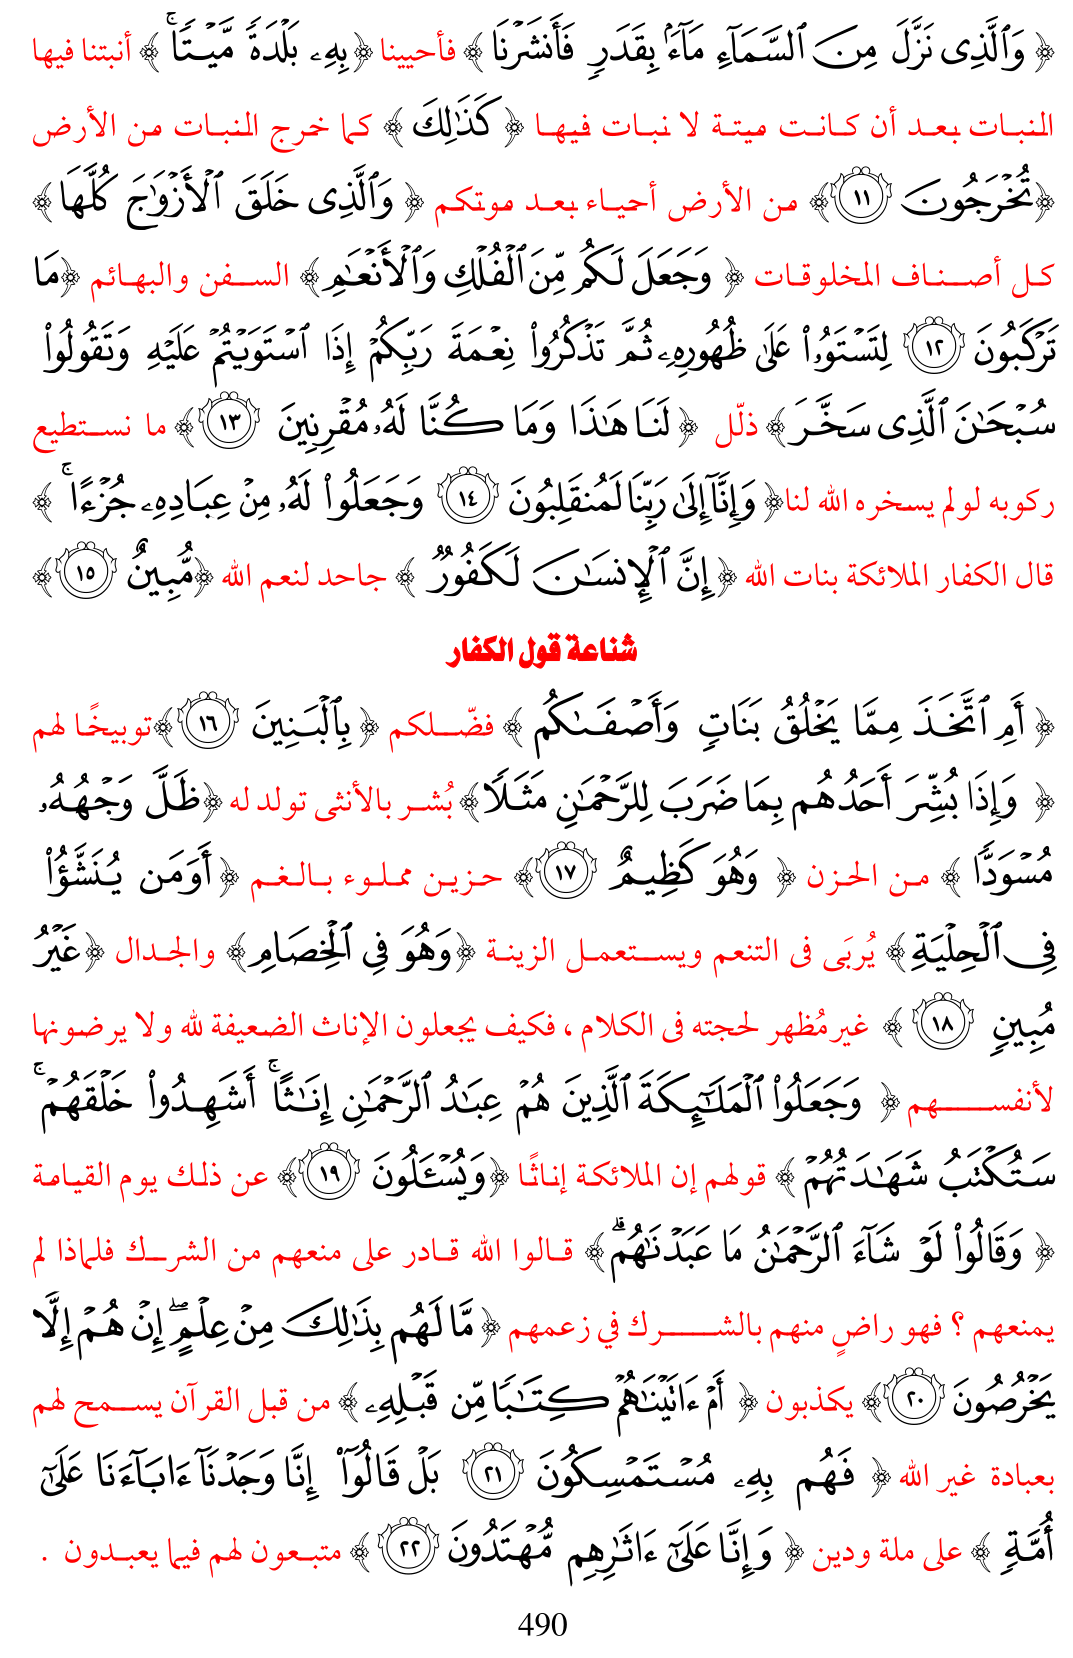 ﴿ وَٱلَّذِى نَزَّلَ مِنَ ٱلسَّمَآءِ مَآءَۢ بِقَدَرٍ فَأَنشَرْنَا ﴾ فأحيينا ﴿ بِهِۦ بَلْدَةً مَّيْتًا ۚ ﴾ أنبتنا فيها
النبات بعد أن كانت ميتة لا نبات فيها ﴿ كَذَٰلِكَ ﴾ كما خرج النبات من الأرض
﴿ تُخْرَجُونَ ١١ ﴾ من الأرض أحياء بعد موتكم ﴿ وَٱلَّذِى خَلَقَ ٱلْأَزْوَٰجَ كُلَّهَا ﴾
كل أصناف المخلوقات ﴿ وَجَعَلَ لَكُم مِّنَ ٱلْفُلْكِ وَٱلْأَنْعَٰمِ ﴾ السفن والبهائم ﴿ مَا
تَرْكَبُونَ ١٢ لِتَسْتَوُۥا۟ عَلَىٰ ظُهُورِهِۦ ثُمَّ تَذْكُرُوا۟ نِعْمَةَ رَبِّكُمْ إِذَا ٱسْتَوَيْتُمْ عَلَيْهِ وَتَقُولُوا۟
سُبْحَٰنَ ٱلَّذِى سَخَّرَ ﴾ ذلّل ﴿ لَنَا هَٰذَا وَمَا كُنَّا لَهُۥ مُقْرِنِينَ ١٣ ﴾ ما نستطيع
ركوبه لو لم يسخره الله لنا ﴿ وَإِنَّآ إِلَىٰ رَبِّنَا لَمُنقَلِبُونَ ١٤ وَجَعَلُوا۟ لَهُۥ مِنْ عِبَادِهِۦ جُزْءًا ۚ ﴾
قال الكفار الملائكة بنات الله ﴿ إِنَّ ٱلْإِنسَٰنَ لَكَفُورٌ ﴾ جاحد لنعم الله ﴿ مُّبِينٌ ١٥ ﴾
شناعة قول الكفار
﴿ أَمِ ٱتَّخَذَ مِمَّا يَخْلُقُ بَنَاتٍ وَأَصْفَىٰكُم ﴾ فضّلكم ﴿ بِٱلْبَنِينَ ١٦ ﴾ توبيخًا لهم
﴿ وَإِذَا بُشِّرَ أَحَدُهُم بِمَا ضَرَبَ لِلرَّحْمَٰنِ مَثَلًا ﴾ بُشر بالأنثى تولد له ﴿ ظَلَّ وَجْهُهُۥ
مُسْوَدًّا ﴾ من الحزن ﴿ وَهُوَ كَظِيمٌ ١٧ ﴾ حزين مملوء بالغم ﴿ أَوَمَن يُنَشَّؤُا۟
فِى ٱلْحِلْيَةِ ﴾ يُربَى فى التنعم ويستعمل الزينة ﴿ وَهُوَ فِى ٱلْخِصَامِ ﴾ والجدال ﴿ غَيْرُ
مُبِينٍ ١٨ ﴾ غير مُظهر لحجته فى الكلام ، فكيف يجعلون الإناث الضعيفة لله ولا يرضونها
لأنفسهم ﴿ وَجَعَلُوا۟ ٱلْمَلَٰٓئِكَةَ ٱلَّذِينَ هُمْ عِبَٰدُ ٱلرَّحْمَٰنِ إِنَٰثًا ۚ أَشَهِدُوا۟ خَلْقَهُمْ ۚ
سَتُكْتَبُ شَهَٰدَتُهُمْ ﴾ قولهم إن الملائكة إناثًا ﴿ وَيُسْـَٔلُونَ ١٩ ﴾ عن ذلك يوم القيامة
﴿ وَقَالُوا۟ لَوْ شَآءَ ٱلرَّحْمَٰنُ مَا عَبَدْنَٰهُم ۗ ﴾ قالوا الله قادر على منعهم من الشرك فلماذا لم
يمنعهم ؟ فهو راضٍ منهم بالشرك في زعمهم ﴿ مَّا لَهُم بِذَٰلِكَ مِنْ عِلْمٍ ۖ إِنْ هُمْ إِلَّا
يَخْرُصُونَ ٢٠ ﴾ يكذبون ﴿ أَمْ ءَاتَيْنَٰهُمْ كِتَٰبًا مِّن قَبْلِهِۦ ﴾ من قبل القرآن يسمح لهم
بعبادة غير الله ﴿ فَهُم بِهِۦ مُسْتَمْسِكُونَ ٢١ بَلْ قَالُوٓا۟ إِنَّا وَجَدْنَآ ءَابَآءَنَا عَلَىٰٓ
أُمَّةٍ ﴾ على ملة ودين ﴿ وَإِنَّا عَلَىٰٓ ءَاثَٰرِهِم مُّهْتَدُونَ ٢٢ ﴾ متبعون لهم فيما يعبدون .
490